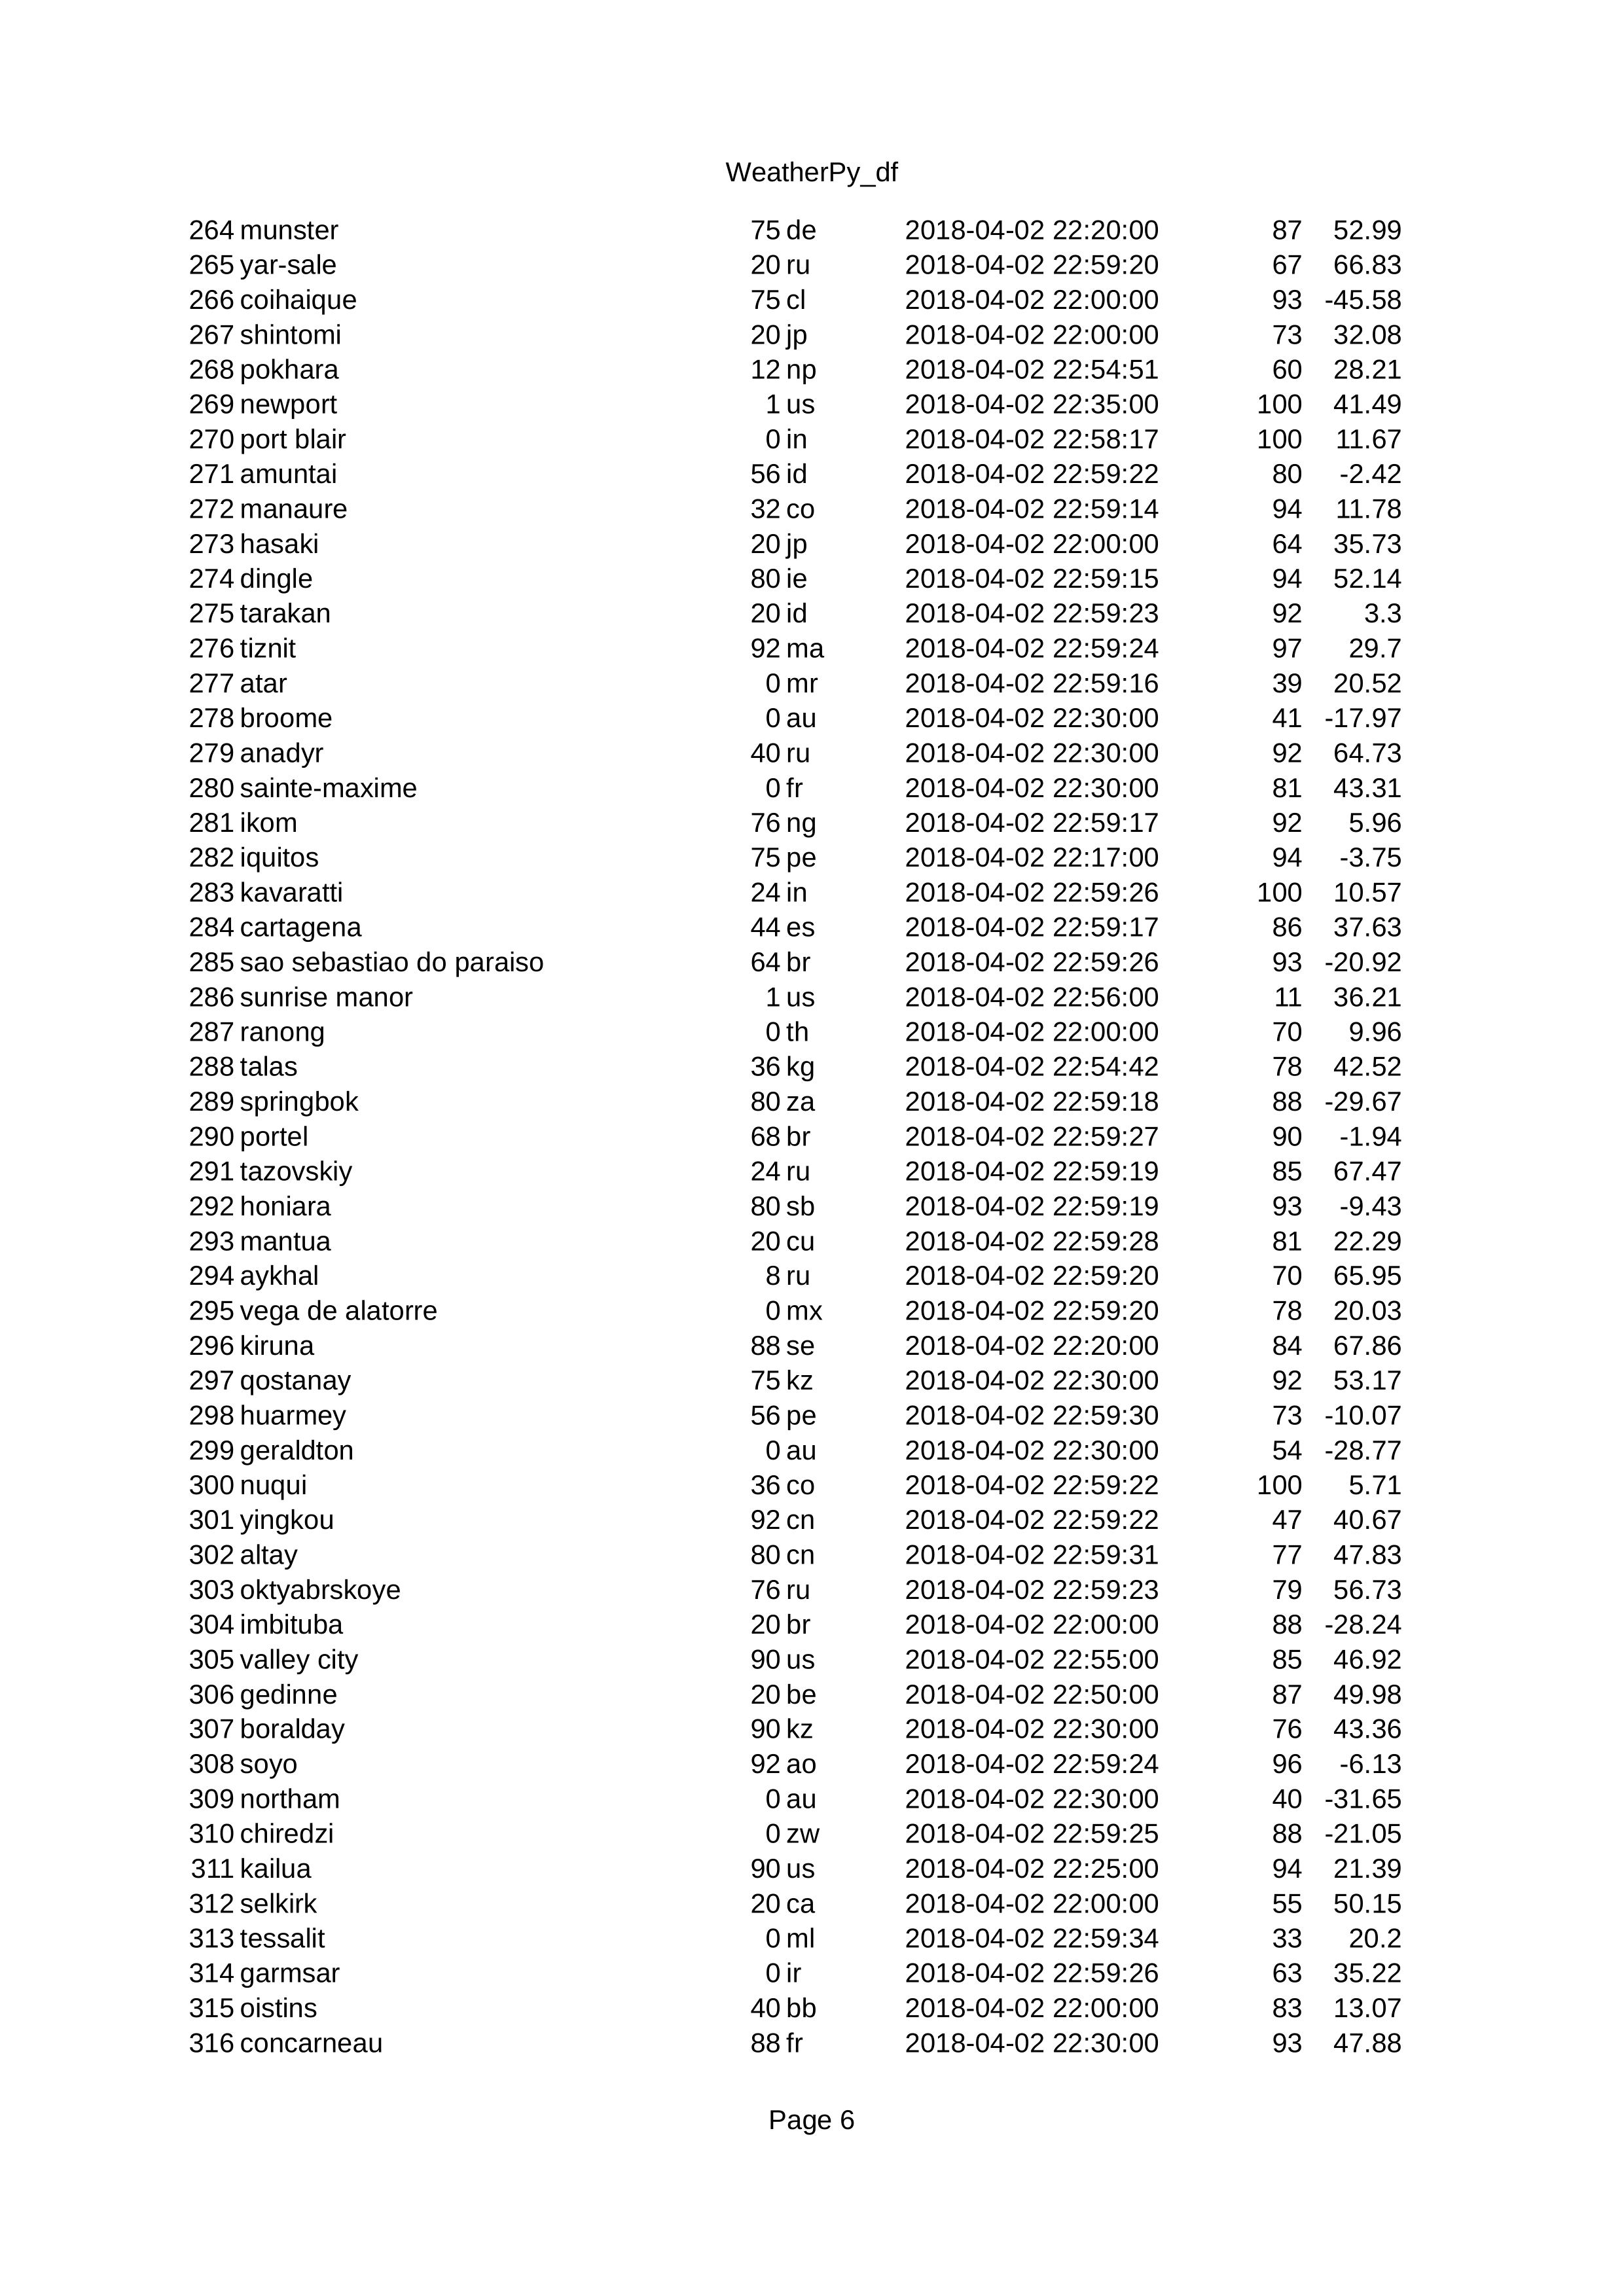 WeatherPy_df
264 munster 75 de 2018-04-02 22:20:00 87 52.99
265 yar-sale 20 ru 2018-04-02 22:59:20 67 66.83
266 coihaique 75 cl 2018-04-02 22:00:00 93 -45.58
267 shintomi 20 jp 2018-04-02 22:00:00 73 32.08
268 pokhara 12 np 2018-04-02 22:54:51 60 28.21
269 newport 1 us 2018-04-02 22:35:00 100 41.49
270 port blair 0 in 2018-04-02 22:58:17 100 11.67
271 amuntai 56 id 2018-04-02 22:59:22 80 -2.42
272 manaure 32 co 2018-04-02 22:59:14 94 11.78
273 hasaki 20 jp 2018-04-02 22:00:00 64 35.73
274 dingle 80 ie 2018-04-02 22:59:15 94 52.14
275 tarakan 20 id 2018-04-02 22:59:23 92 3.3
276 tiznit 92 ma 2018-04-02 22:59:24 97 29.7
277 atar 0 mr 2018-04-02 22:59:16 39 20.52
278 broome 0 au 2018-04-02 22:30:00 41 -17.97
279 anadyr 40 ru 2018-04-02 22:30:00 92 64.73
280 sainte-maxime 0 fr 2018-04-02 22:30:00 81 43.31
281 ikom 76 ng 2018-04-02 22:59:17 92 5.96
282 iquitos 75 pe 2018-04-02 22:17:00 94 -3.75
283 kavaratti 24 in 2018-04-02 22:59:26 100 10.57
284 cartagena 44 es 2018-04-02 22:59:17 86 37.63
285 sao sebastiao do paraiso 64 br 2018-04-02 22:59:26 93 -20.92
286 sunrise manor 1 us 2018-04-02 22:56:00 11 36.21
287 ranong 0 th 2018-04-02 22:00:00 70 9.96
288 talas 36 kg 2018-04-02 22:54:42 78 42.52
289 springbok 80 za 2018-04-02 22:59:18 88 -29.67
290 portel 68 br 2018-04-02 22:59:27 90 -1.94
291 tazovskiy 24 ru 2018-04-02 22:59:19 85 67.47
292 honiara 80 sb 2018-04-02 22:59:19 93 -9.43
293 mantua 20 cu 2018-04-02 22:59:28 81 22.29
294 aykhal 8 ru 2018-04-02 22:59:20 70 65.95
295 vega de alatorre 0 mx 2018-04-02 22:59:20 78 20.03
296 kiruna 88 se 2018-04-02 22:20:00 84 67.86
297 qostanay 75 kz 2018-04-02 22:30:00 92 53.17
298 huarmey 56 pe 2018-04-02 22:59:30 73 -10.07
299 geraldton 0 au 2018-04-02 22:30:00 54 -28.77
300 nuqui 36 co 2018-04-02 22:59:22 100 5.71
301 yingkou 92 cn 2018-04-02 22:59:22 47 40.67
302 altay 80 cn 2018-04-02 22:59:31 77 47.83
303 oktyabrskoye 76 ru 2018-04-02 22:59:23 79 56.73
304 imbituba 20 br 2018-04-02 22:00:00 88 -28.24
305 valley city 90 us 2018-04-02 22:55:00 85 46.92
306 gedinne 20 be 2018-04-02 22:50:00 87 49.98
307 boralday 90 kz 2018-04-02 22:30:00 76 43.36
308 soyo 92 ao 2018-04-02 22:59:24 96 -6.13
309 northam 0 au 2018-04-02 22:30:00 40 -31.65
310 chiredzi 0 zw 2018-04-02 22:59:25 88 -21.05
311 kailua 90 us 2018-04-02 22:25:00 94 21.39
312 selkirk 20 ca 2018-04-02 22:00:00 55 50.15
313 tessalit 0 ml 2018-04-02 22:59:34 33 20.2
314 garmsar 0 ir 2018-04-02 22:59:26 63 35.22
315 oistins 40 bb 2018-04-02 22:00:00 83 13.07
316 concarneau 88 fr 2018-04-02 22:30:00 93 47.88
Page 6